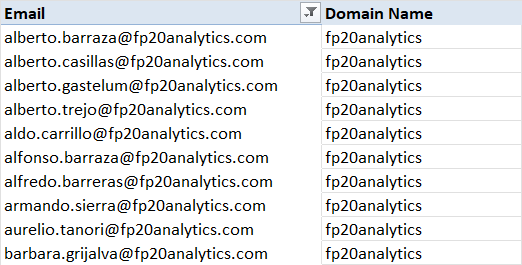 Email Domain Name
alberto.barraza@fp20analytics.com fp20analytics
alberto.casillas@fp20analytics.com fp20analytics
alberto.gastelum@fp20analytics.com fp20analytics
alberto.trejo@fp20analytics.com fp20analytics
aldo.carrillo@fp20analytics.com fp20analytics
alfonso.barraza@fp20analytics.com fp20analytics
alfredo.barreras@fp20analytics.com fp20analytics
armando.sierra@fp20analytics.com fp20analytics
aurelio.tanori@fp20analytics.com fp20analytics
barbara.grijalva@fp20analytics.com fp20analytics